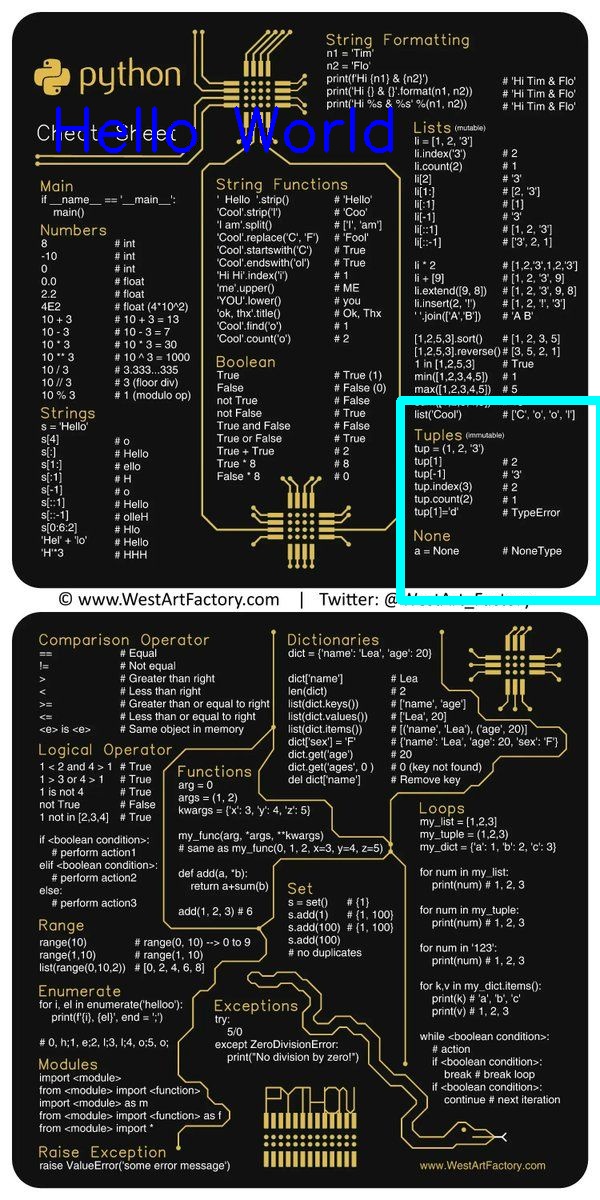 python
Cheat Sheet
Hello World
String Formatting
n1 = 'Tim'
n2 = 'Flo'
print(f'Hi {n1} & {n2}') # 'Hi Tim & Flo'
print('Hi {} & {}'.format(n1, n2)) # 'Hi Tim & Flo'
print('Hi %s & %s' %(n1, n2)) # 'Hi Tim & Flo'
Main
if __name__ == '__main__':
main()
Numbers
8 # int
-10 # int
0 # int
0.0 # float
2.2 # float
4E2 # float (4*10^2)
10 + 3 # 10 + 3 = 13
10 - 3 # 10 - 3 = 7
10 * 3 # 10 * 3 = 30
10 ** 3 # 10 ^ 3 = 1000
10 / 3 # 3.333...335
10 // 3 # 3 (floor div)
10 % 3 # 1 (modulo op)
Strings
s = 'Hello'
s[4] # o
s[:] # Hello
s[1:] # ello
s[:1] # H
s[-1] # o
s[::1] # Hello
s[::-1] # olleH
s[0:6:2] # Hlo
'Hel' + 'lo' # Hello
'H'*3 # HHH
String Functions
' Hello '.strip() # 'Hello'
'Cool'.strip('l') # 'Coo'
'I am'.split() # ['I', 'am']
'Cool'.replace('C', 'F') # 'Fool'
'Cool'.startswith('C') # True
'Cool'.endswith('ol') # True
'Hi Hi'.index('i') # 1
'me'.upper() # ME
'YOU'.lower() # you
'ok, thx'.title() # Ok, Thx
'Cool'.find('o') # 1
'Cool'.count('o') # 2
Boolean
True # True (1)
False # False (0)
not True # False
not False # True
True and False # False
True or False # True
True + True # 2
True * 8 # 8
False * 8 # 0
Lists (mutable)
li = [1, 2, '3']
li.index('3') # 2
li.count(2) # 1
li[2] # '3'
li[1:] # [2, '3']
li[:1] # [1]
li[-1] # '3'
li[::1] # [1, 2, '3']
li[::-1] # ['3', 2, 1]
li * 2 # [1,2,'3',1,2,'3']
li + [9] # [1, 2, '3', 9]
li.extend([9, 8]) # [1, 2, '3', 9, 8]
li.insert(2, '!') # [1, 2, '!', '3']
' '.join(['A','B']) # 'A B'
[1,2,5,3].sort() # [1, 2, 3, 5]
[1,2,5,3].reverse() # [3, 5, 2, 1]
1 in [1,2,5,3] # True
min([1,2,3,4,5]) # 1
max([1,2,3,4,5]) # 5
list('Cool') # ['C', 'o', 'o', 'l']
Tuples (immutable)
tup = (1, 2, '3')
tup[1] # 2
tup[-1] # '3'
tup.index(3) # 2
tup.count(2) # 1
tup[1]='d' # TypeError
None
a = None # NoneType
© www.WestArtFactory.com | Twitter: @WestArt_Factory
Comparison Operator
== # Equal
!= # Not equal
> # Greater than right
< # Less than right
>= # Greater than or equal to right
<= # Less than or equal to right
<e> is <e> # Same object in memory
Logical Operator
1 < 2 and 4 > 1 # True
1 > 3 or 4 > 1 # True
1 is not 4 # True
not True # False
1 not in [2,3,4] # True
if <boolean condition>:
# perform action1
elif <boolean condition>:
# perform action2
else:
# perform action3
Range
range(10) # range(0, 10) --> 0 to 9
range(1,10) # range(1, 10)
list(range(0,10,2)) # [0, 2, 4, 6, 8]
Enumerate
for i, el in enumerate('helloo'):
print(f'{i}, {el}', end = ';')
# 0, h;1, e;2, l;3, l;4, o;5, o;
Modules
import <module>
from <module> import <function>
import <module> as m
from <module> import <function> as f
from <module> import *
Raise Exception
raise ValueError('some error message')
Functions
arg = 0
args = (1, 2)
kwargs = {'x': 3, 'y': 4, 'z': 5}
my_func(arg, *args, **kwargs)
# same as my_func(0, 1, 2, x=3, y=4, z=5)
def add(a, *b):
return a+sum(b)
add(1, 2, 3) # 6
Dictionaries
dict = {'name': 'Lea', 'age': 20}
dict['name'] # Lea
len(dict) # 2
list(dict.keys()) # ['name', 'age']
list(dict.values()) # ['Lea', 20]
list(dict.items()) # [('name', 'Lea'), ('age', 20)]
dict['sex'] = 'F' # {'name': 'Lea', 'age': 20, 'sex': 'F'}
dict.get('age') # 20
dict.get('ages', 0 ) # 0 (key not found)
del dict['name'] # Remove key
Set
s = set() # {1}
s.add(1) # {1, 100}
s.add(100) # {1, 100}
s.add(100)
# no duplicates
Exceptions
try:
5/0
except ZeroDivisionError:
print("No division by zero!")
PYTHON
Loops
my_list = [1,2,3]
my_tuple = (1,2,3)
my_dict = {'a': 1, 'b': 2, 'c': 3}
for num in my_list:
print(num) # 1, 2, 3
for num in my_tuple:
print(num) # 1, 2, 3
for num in '123':
print(num) # 1, 2, 3
for k,v in my_dict.items():
print(k) # 'a', 'b', 'c'
print(v) # 1, 2, 3
while <boolean condition>:
# action
if <boolean condition>:
break # break loop
if <boolean condition>:
continue # next iteration
www.WestArtFactory.com